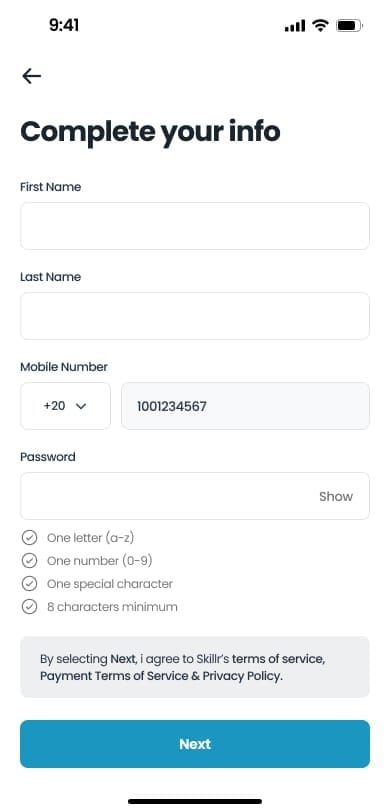 9:41
Complete your info
First Name
Last Name
Mobile Number
+20
1001234567
Password
Show
One letter (a-z)
One number (0-9)
One special character
8 characters minimum
By selecting Next, i agree to Skillr's terms of service,
Payment Terms of Service & Privacy Policy.
Next